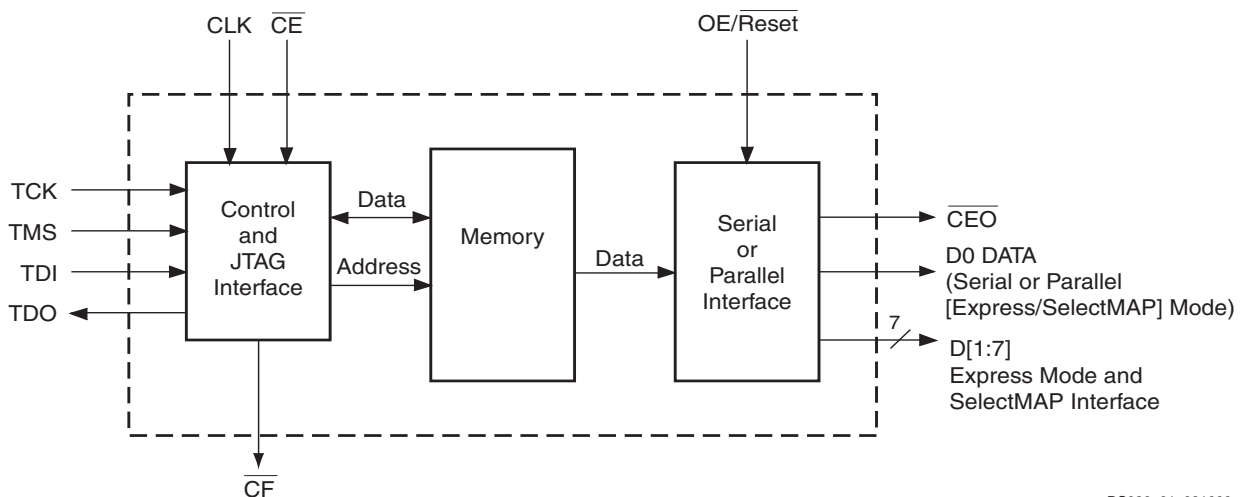 CLK
CE
OE/Reset
TCK
TMS
TDI
TDO
Control
and
JTAG
Interface
Data
Address
Memory
Data
Serial
or
Parallel
Interface
CEO
D0 DATA
(Serial or Parallel
[Express/SelectMAP] Mode)
7
D[1:7]
Express Mode and
SelectMAP Interface
CF